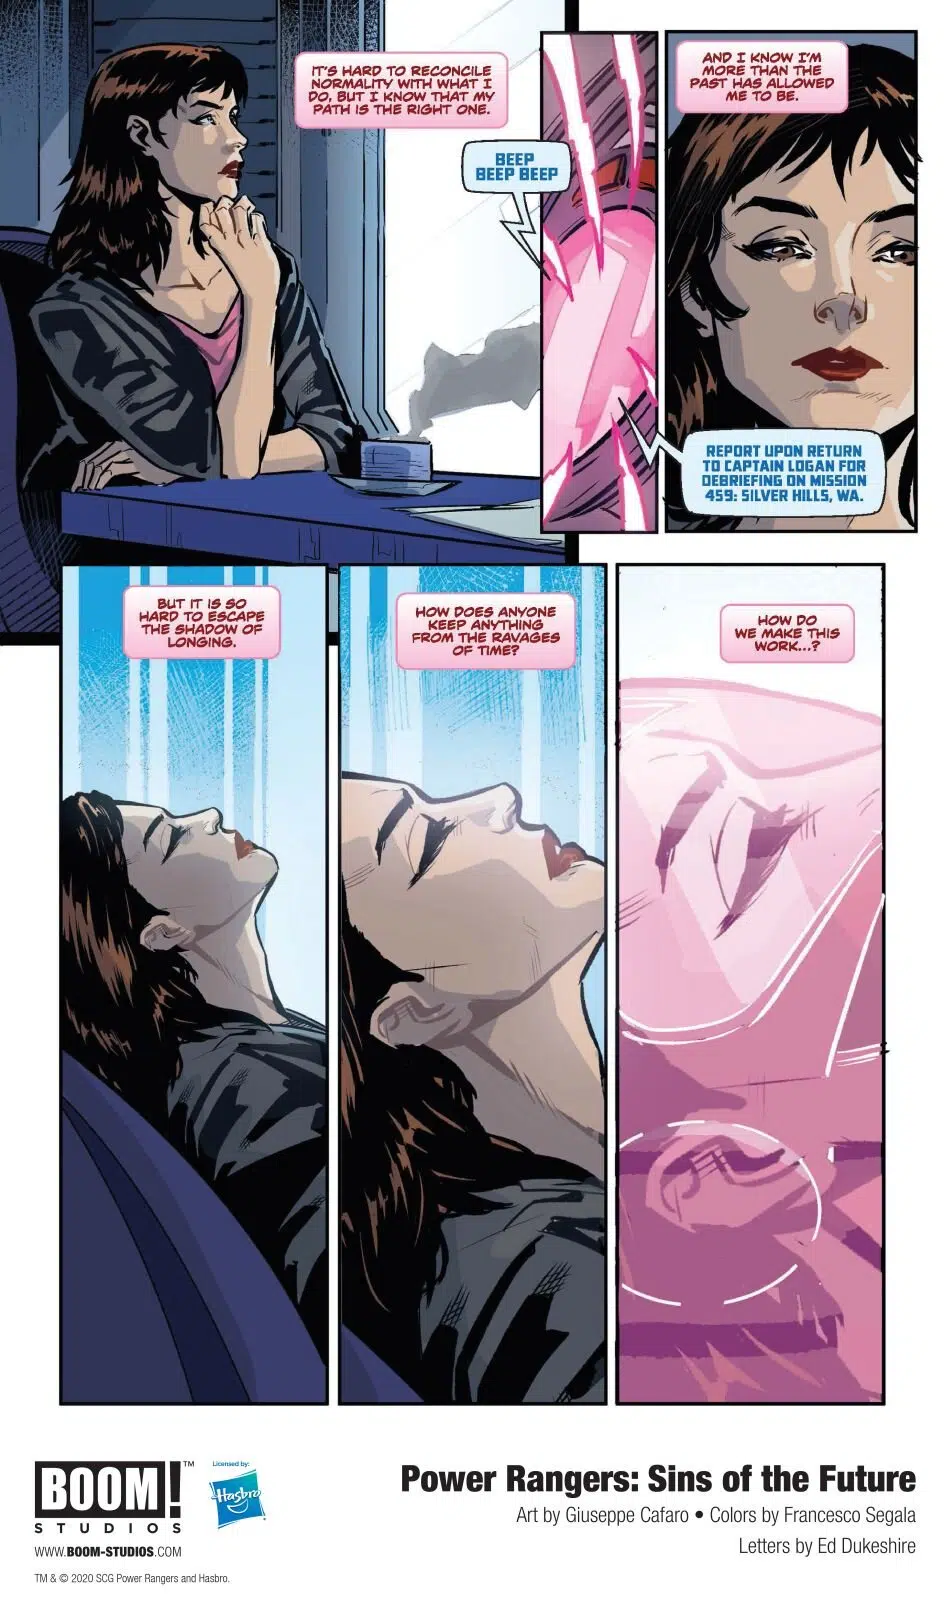 IT'S HARD TO RECONCILE
NORMALITY WITH WHAT I
DO, BUT I KNOW THAT MY
PATH IS THE RIGHT ONE.
BEEP
BEEP BEEP
AND I KNOW I'M
MORE THAN THE
PAST HAS ALLOWED
ME TO BE.
REPORT UPON RETURN
TO CAPTAIN LOGAN FOR
DEBRIEFING ON MISSION
459: SILVER HILLS, WA.
BUT IT IS SO
HARD TO ESCAPE
THE SHADOW OF
LONGING.
HOW DOES ANYONE
KEEP ANYTHING
FROM THE RAVAGES
OF TIME?
HOW DO
WE MAKE THIS
WORK...?
BOOM!™
STUDIOS
WWW.BOOM-STUDIOS.COM
TM & © 2020 SCG Power Rangers and Hasbro.
Licensed by:
Hasbro
Power Rangers: Sins of the Future
Art by Giuseppe Cafaro • Colors by Francesco Segala
Letters by Ed Dukeshire